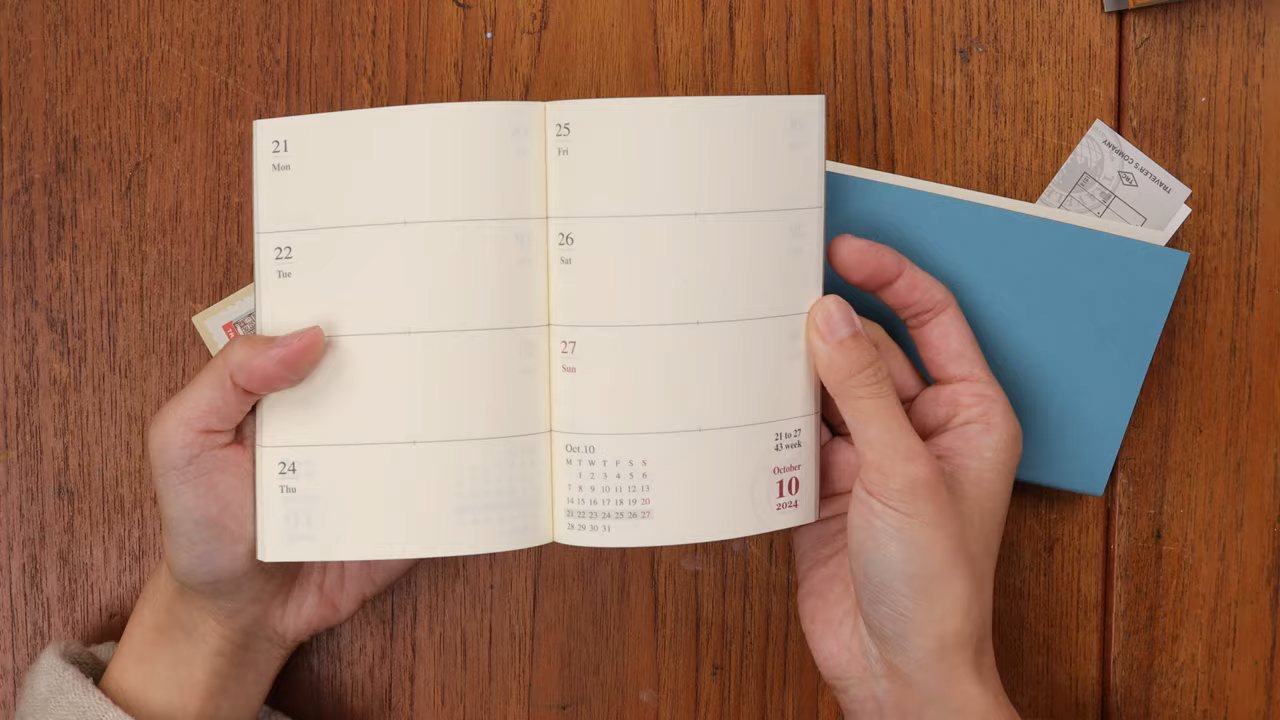 21
Mon
22
Tue
24
Thu
25
Fri
26
Sat
27
Sun
Oct.10
M T W T F S S
1 2 3 4 5 6
7 8 9 10 11 12 13
14 15 16 17 18 19 20
21 22 23 24 25 26 27
28 29 30 31
21 to 27
43 week
October
10
2024
TRAVELER'S COMPANY
TRC